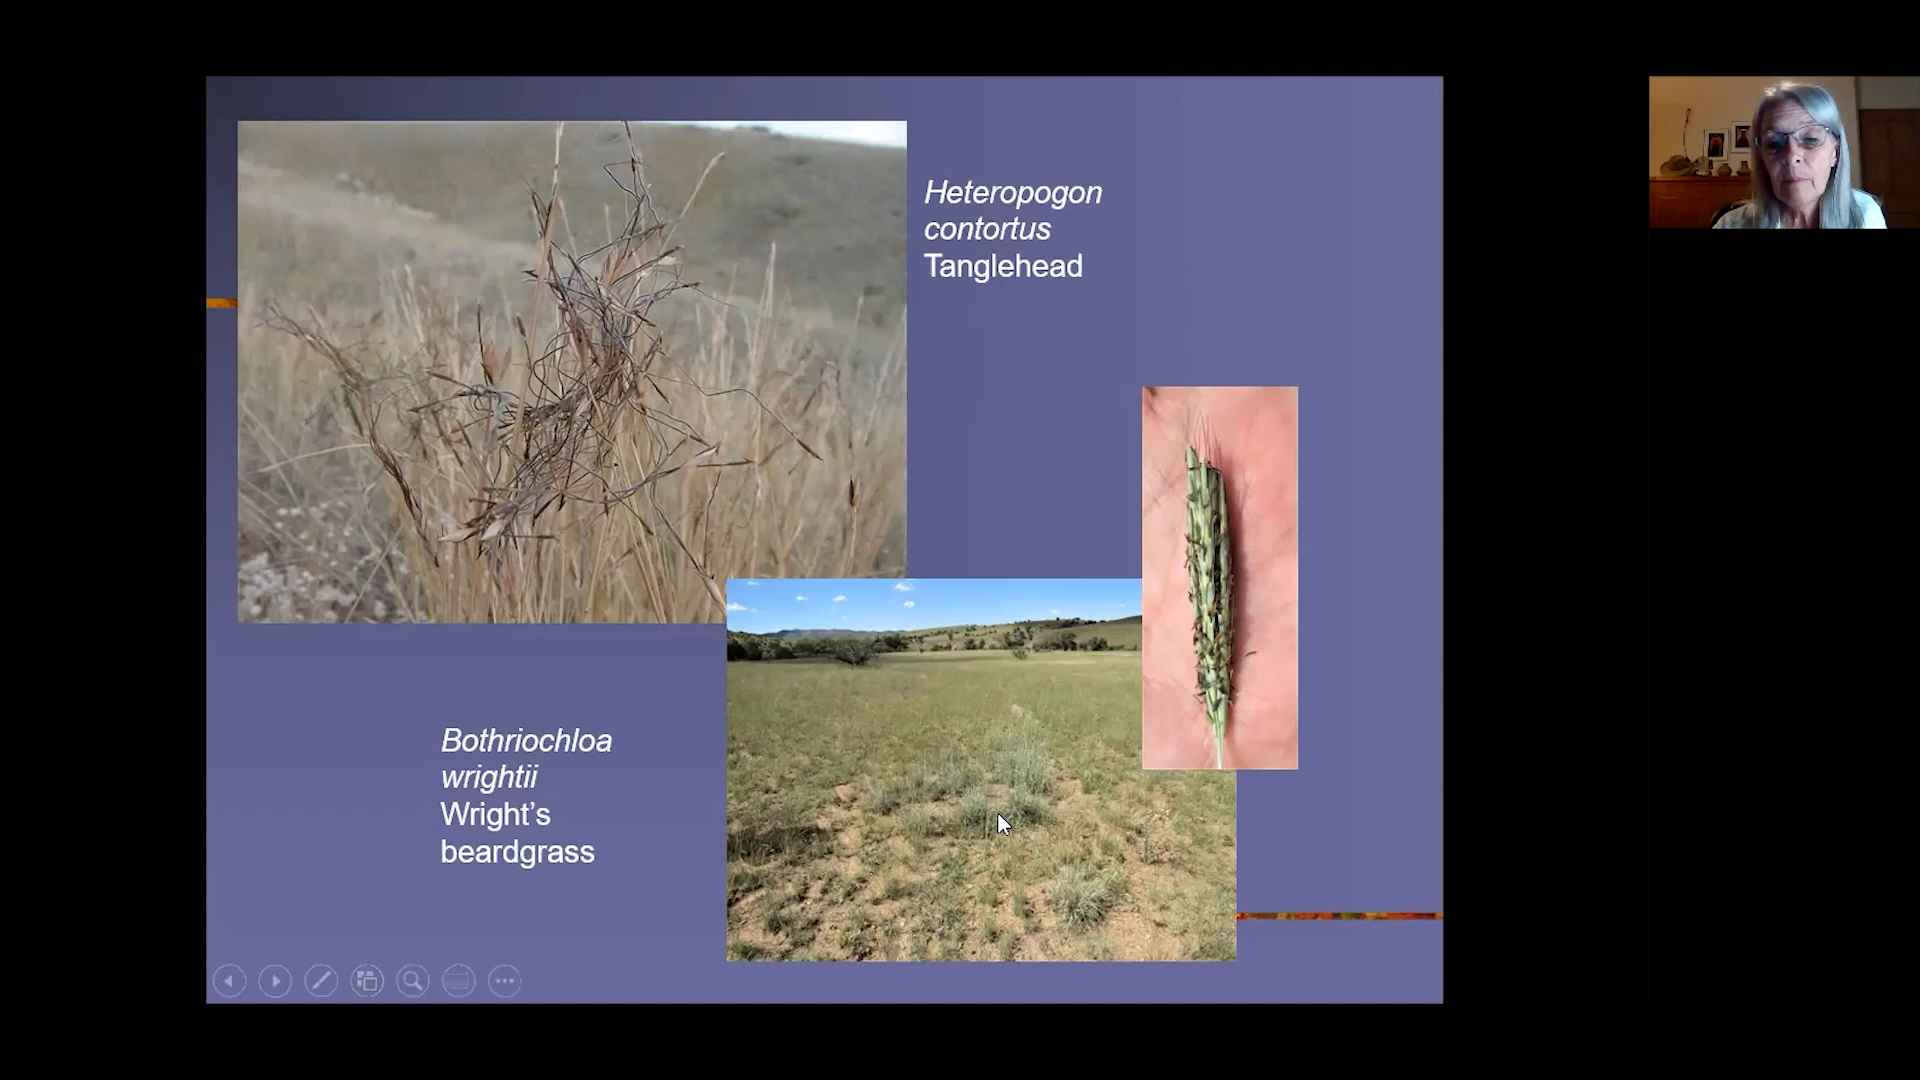 Heteropogon
contortus
Tanglehead
Bothriochloa
wrightii
Wright’s
beardgrass